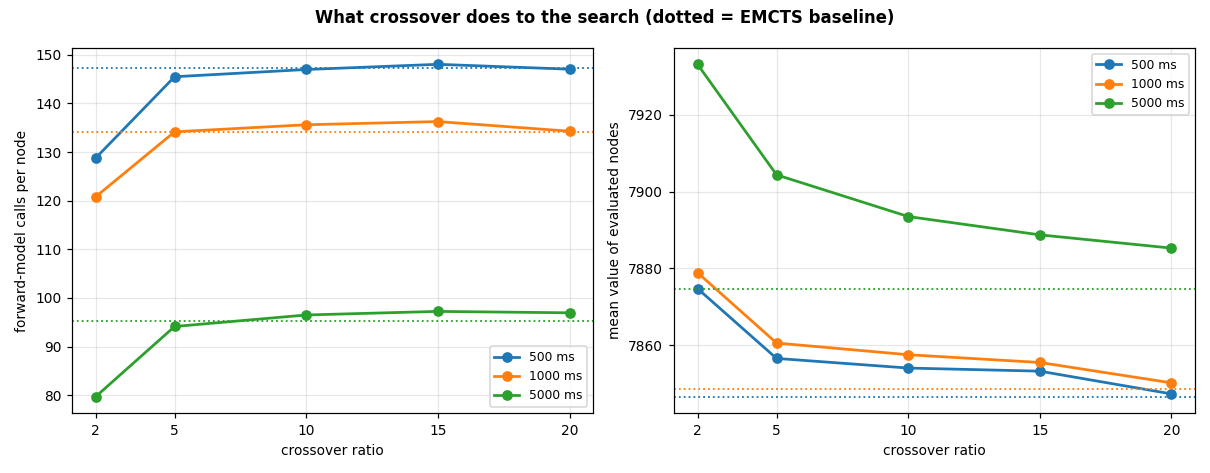 What crossover does to the search (dotted = EMCTS baseline)
forward-model calls per node
150
140
130
120
110
100
90
80
2
5
10
15
20
crossover ratio
500 ms
1000 ms
5000 ms
mean value of evaluated nodes
7920
7900
7880
7860
2
5
10
15
20
crossover ratio
500 ms
1000 ms
5000 ms